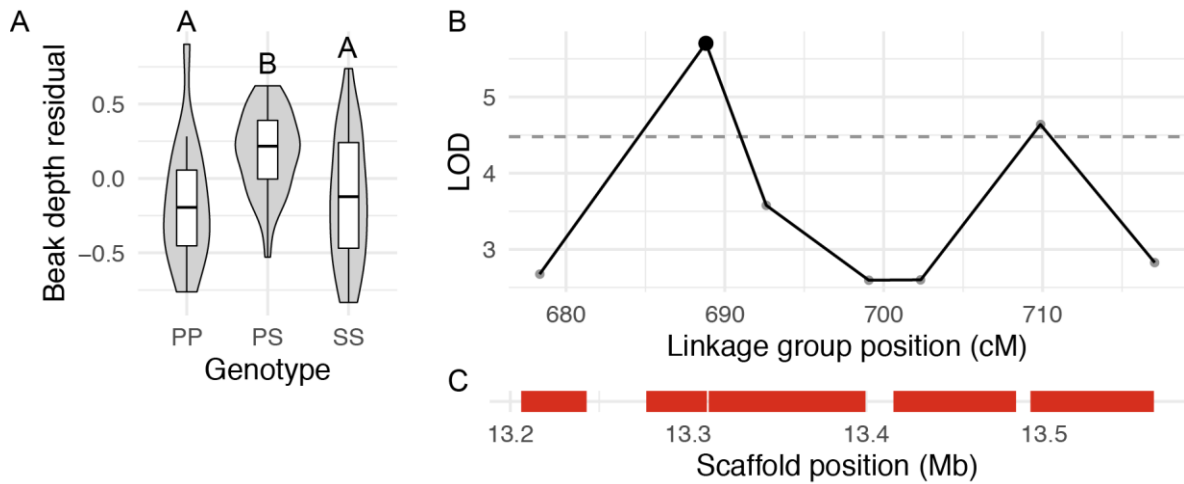 A
A
B
A
Beak depth residual
0.5
0.0
−0.5
PP PS SS
Genotype
B
LOD
5
4
3
680 690 700 710
Linkage group position (cM)
C
13.2 13.3 13.4 13.5
Scaffold position (Mb)